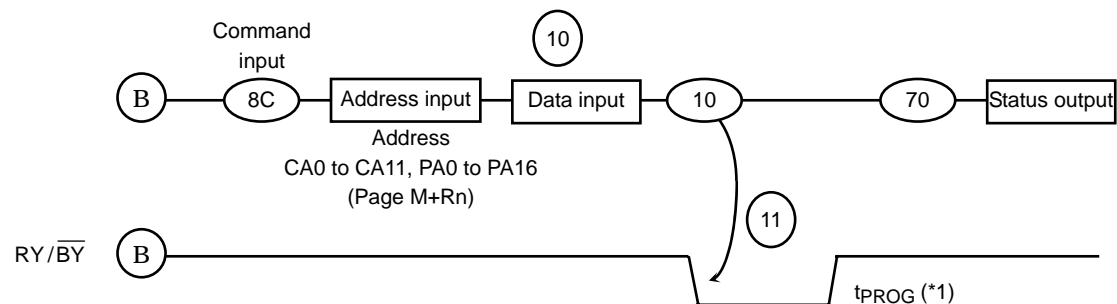 10
Command
input
B 8C Address input Data input 10 70 Status output
Address
CA0 to CA11, PA0 to PA16
(Page M+Rn)
11
RY/BY B
tPROG (*1)